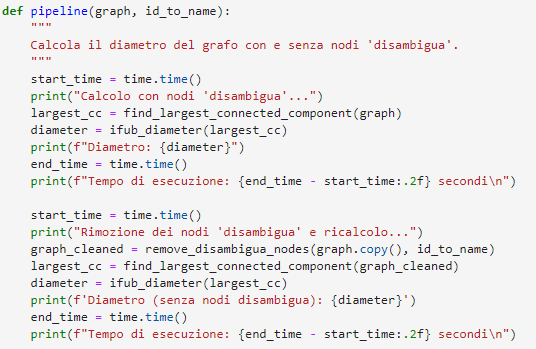 def pipeline(graph, id_to_name):
    """
    Calcola il diametro del grafo con e senza nodi 'disambigua'.
    """
    start_time = time.time()
    print("Calcolo con nodi 'disambigua'...")
    largest_cc = find_largest_connected_component(graph)
    diameter = ifub_diameter(largest_cc)
    print(f"Diametro: {diameter}")
    end_time = time.time()
    print(f"Tempo di esecuzione: {end_time - start_time:.2f} secondi\n")

    start_time = time.time()
    print("Rimozione dei nodi 'disambigua' e ricalcolo...")
    graph_cleaned = remove_disambigua_nodes(graph.copy(), id_to_name)
    largest_cc = find_largest_connected_component(graph_cleaned)
    diameter = ifub_diameter(largest_cc)
    print(f'Diametro (senza nodi disambigua): {diameter}')
    end_time = time.time()
    print(f"Tempo di esecuzione: {end_time - start_time:.2f} secondi\n")